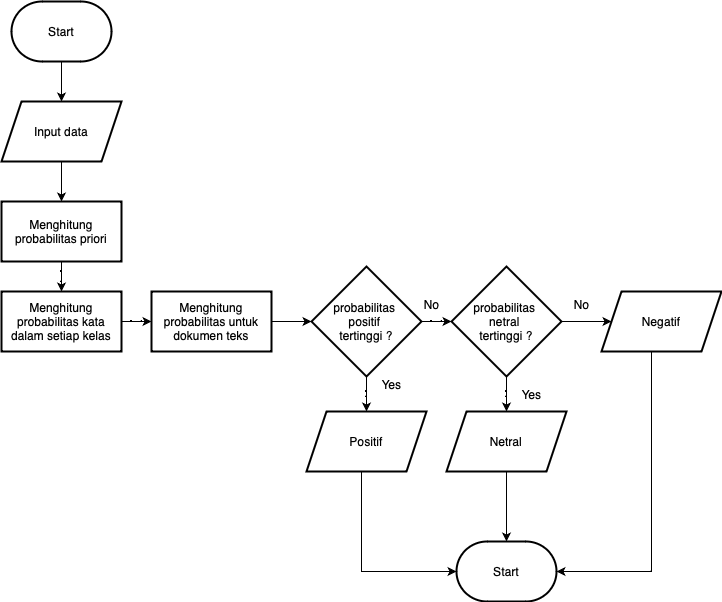 Start
Input data
Menghitung
probabilitas priori
Menghitung
probabilitas kata
dalam setiap kelas
Menghitung
probabilitas untuk
dokumen teks
probabilitas
positif
tertinggi ?
No
Yes
probabilitas
netral
tertinggi ?
No
Yes
Negatif
Positif
Netral
Start